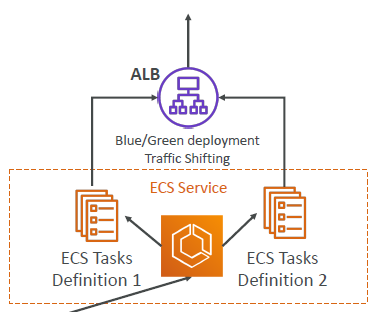 ALB
Blue/Green deployment
Traffic Shifting
ECS Service
ECS Tasks
Definition 1
ECS Tasks
Definition 2